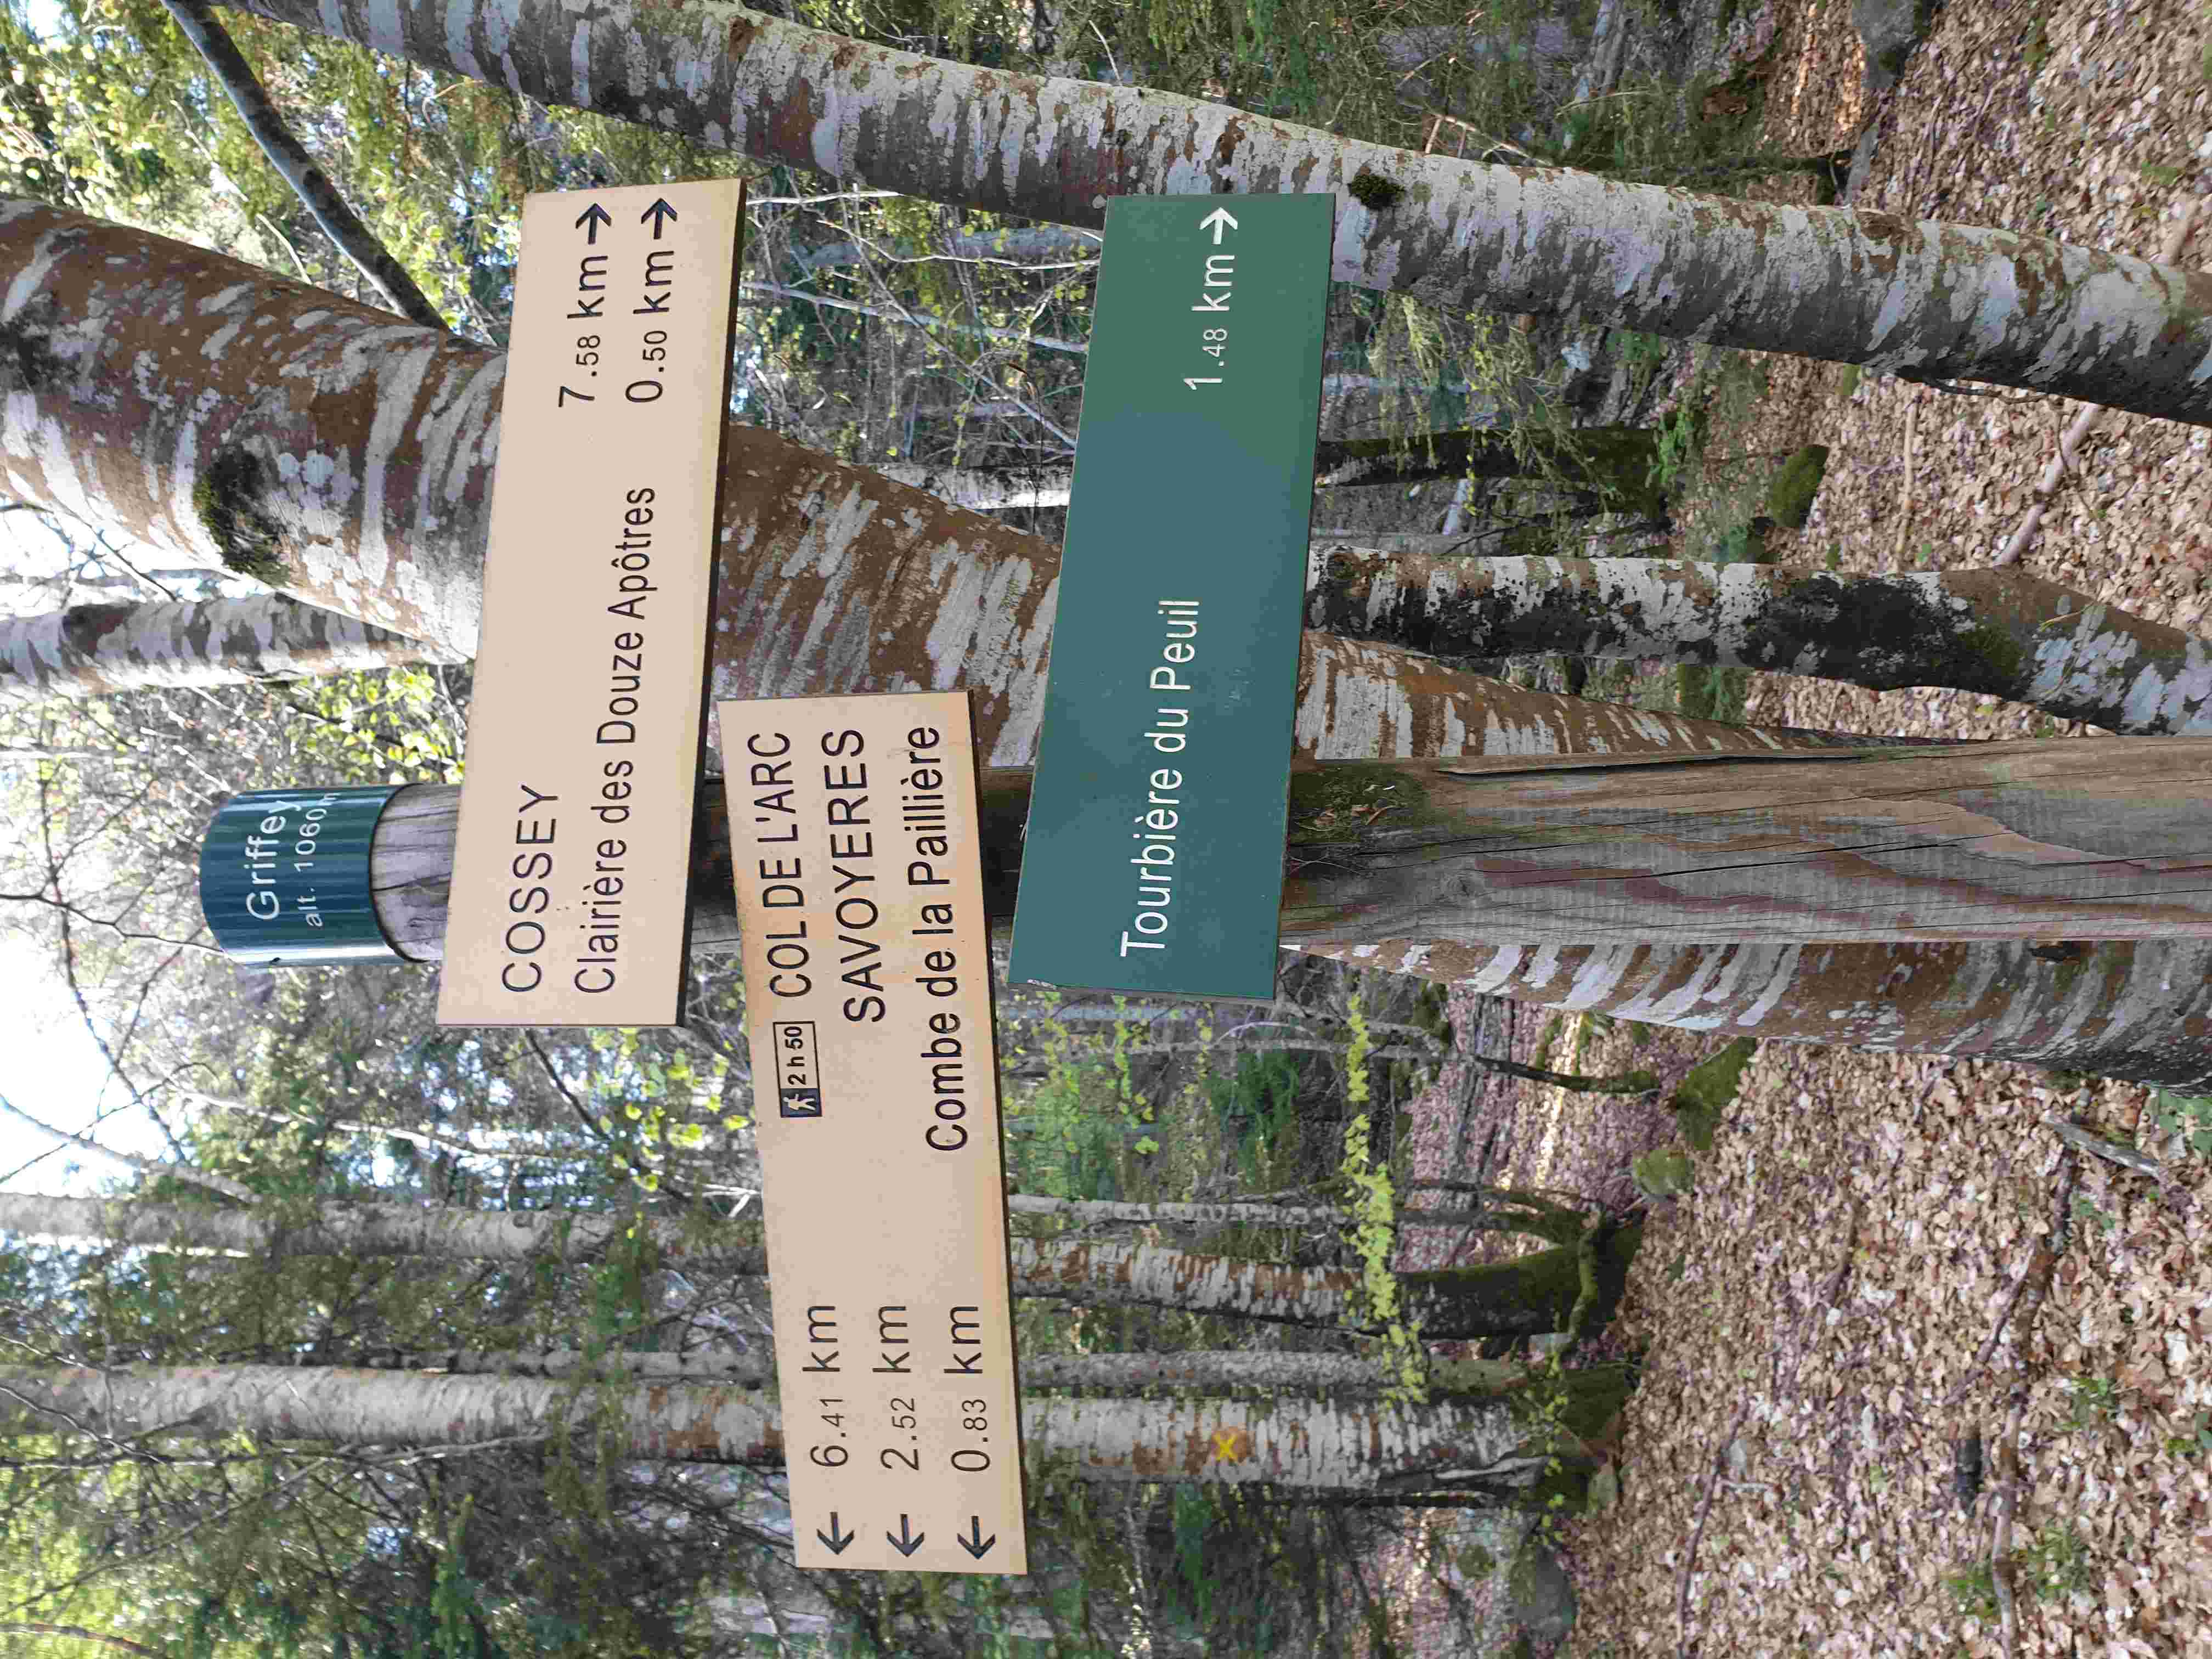 Griffey
alt. 1060m
COSSEY 7.58 km →
Clairière des Douze Apôtres 0.50 km →
← 6.41 km 2 h 50 COL DE L'ARC
← 2.52 km SAVOYERES
← 0.83 km Combe de la Paillière
Tourbière du Peuil 1.48 km →